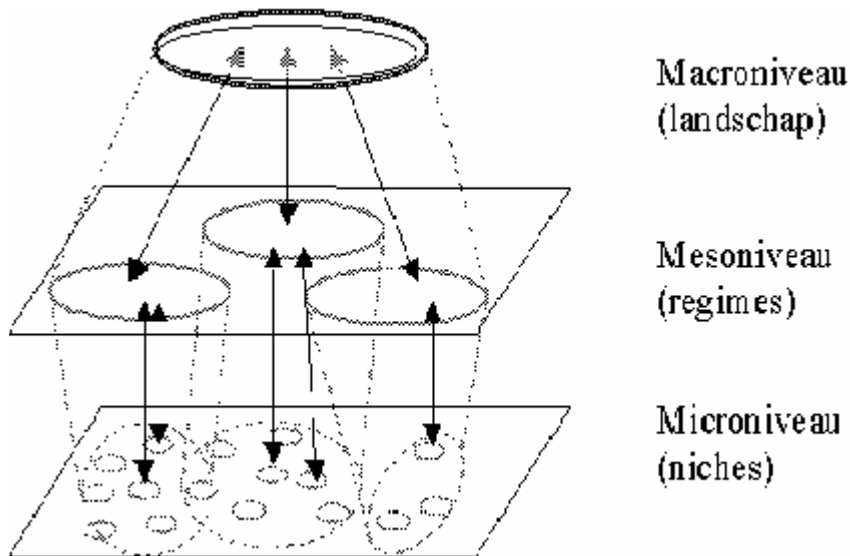 Macroniveau
(landschap)
Mesoniveau
(regimes)
Microniveau
(niches)